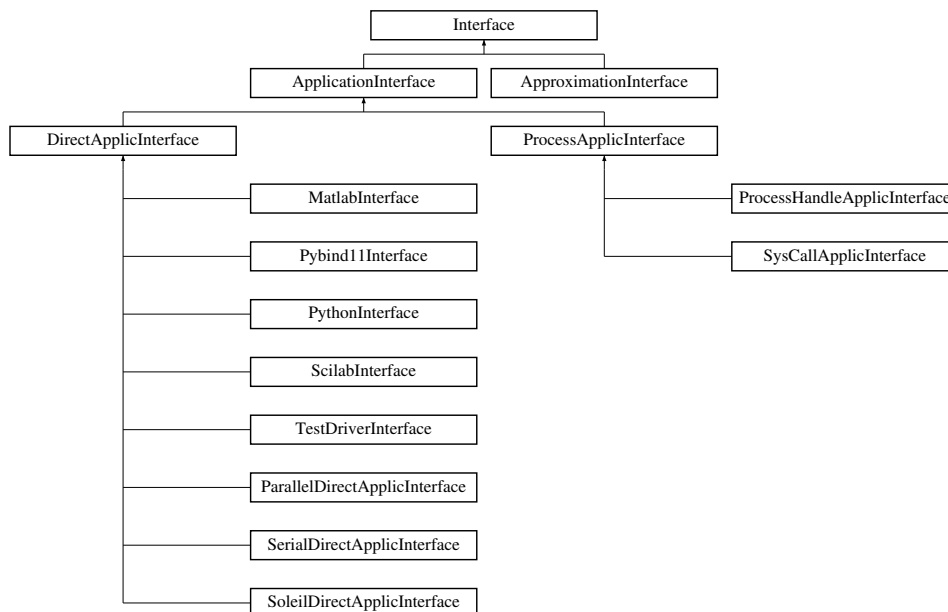 Interface
ApplicationInterface
ApproximationInterface
DirectApplicInterface
ProcessApplicInterface
MatlabInterface
ProcessHandleApplicInterface
Pybind11Interface
SysCallApplicInterface
PythonInterface
ScilabInterface
TestDriverInterface
ParallelDirectApplicInterface
SerialDirectApplicInterface
SoleilDirectApplicInterface